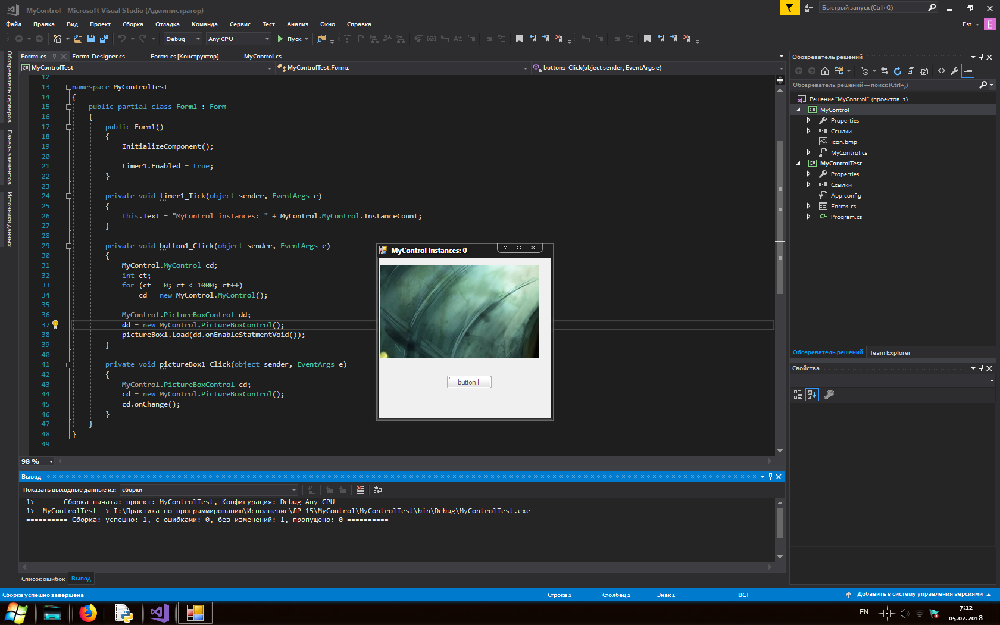 MyControl - Microsoft Visual Studio (Администратор)
Быстрый запуск (Ctrl+Q)
Файл Правка Вид Проект Сборка Отладка Команда Сервис Тест Анализ Окно Справка
Est E
Debug Any CPU Пуск
Form1.cs Form1.Designer.cs Form1.cs [Конструктор] MyControl.cs
MyControlTest MyControlTest.Form1 button1_Click(object sender, EventArgs e)
Обозреватель серверов
Панель элементов
Источники данных
12
13 namespace MyControlTest
14 {
15 public partial class Form1 : Form
16 {
17 public Form1()
18 {
19 InitializeComponent();
20
21 timer1.Enabled = true;
22 }
23
24 private void timer1_Tick(object sender, EventArgs e)
25 {
26 this.Text = "MyControl instances: " + MyControl.MyControl.InstanceCount;
27 }
28
29 private void button1_Click(object sender, EventArgs e)
30 {
31 MyControl.MyControl cd;
32 int ct;
33 for (ct = 0; ct < 1000; ct++)
34 cd = new MyControl.MyControl();
35
36 MyControl.PictureBoxControl dd;
37 dd = new MyControl.PictureBoxControl();
38 pictureBox1.Load(dd.onEnableStatmentVoid());
39 }
40
41 private void pictureBox1_Click(object sender, EventArgs e)
42 {
43 MyControl.PictureBoxControl cd;
44 cd = new MyControl.PictureBoxControl();
45 cd.onChange();
46 }
47 }
48 }
49
98 %
MyControl instances: 0
button1
Вывод
Показать выходные данные из: сборки
1>------ Сборка начата: проект: MyControlTest, Конфигурация: Debug Any CPU ------
1> MyControlTest -> I:\Практика по программированию\Исполнение\ЛР 15\MyControl\MyControlTest\bin\Debug\MyControlTest.exe
========== Сборка: успешно: 1, с ошибками: 0, без изменений: 1, пропущено: 0 ==========
Список ошибок Вывод
Обозреватель решений
Обозреватель решений — поиск (Ctrl+;)
Решение "MyControl" (проектов: 2)
MyControl
Properties
Ссылки
icon.bmp
MyControl.cs
MyControlTest
Properties
Ссылки
App.config
Form1.cs
Program.cs
Обозреватель решений Team Explorer
Свойства
Сборка успешно завершена Строка 1 Столбец 1 Знак 1 ВСТ Добавить в систему управления версиями
EN
7:12
05.02.2018